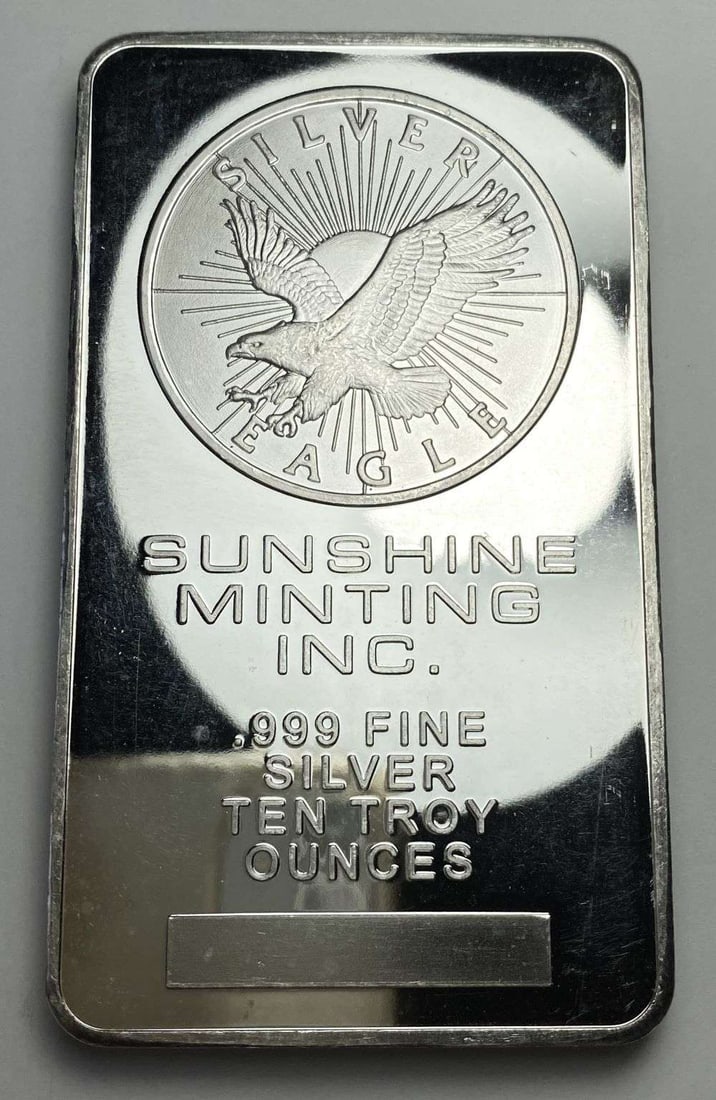 SILVER
EAGLE
SUNSHINE
MINTING
INC.
.999 FINE
SILVER
TEN TROY
OUNCES